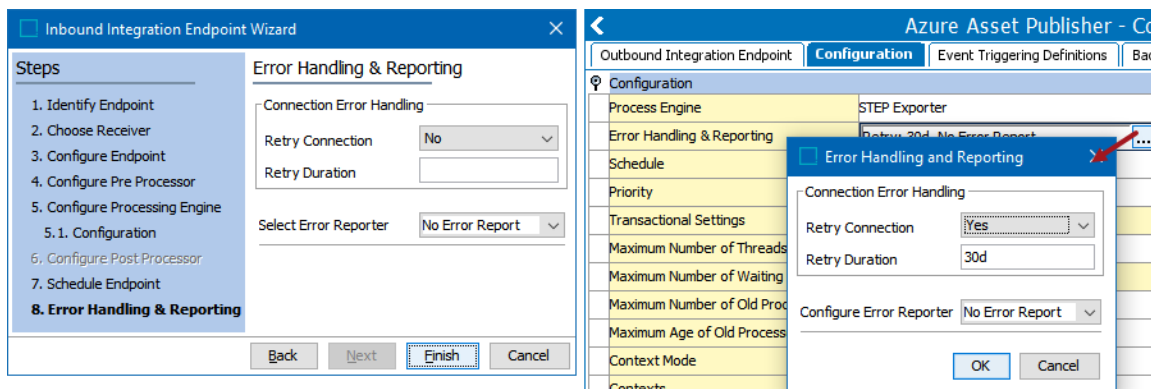 Inbound Integration Endpoint Wizard
Steps
1. Identify Endpoint
2. Choose Receiver
3. Configure Endpoint
4. Configure Pre Processor
5. Configure Processing Engine
5.1. Configuration
6. Configure Post Processor
7. Schedule Endpoint
8. Error Handling & Reporting
Error Handling & Reporting
Connection Error Handling
Retry Connection No
Retry Duration
Select Error Reporter No Error Report
Back Next Finish Cancel
Azure Asset Publisher - Co
Outbound Integration Endpoint Configuration Event Triggering Definitions Bac
Configuration
Process Engine STEP Exporter
Error Handling & Reporting Retry: 30d, No Error Report ...
Schedule
Priority
Transactional Settings
Maximum Number of Threads
Maximum Number of Waiting
Maximum Number of Old Proc
Maximum Age of Old Process
Context Mode
Contexts
Error Handling and Reporting
Connection Error Handling
Retry Connection Yes
Retry Duration 30d
Configure Error Reporter No Error Report
OK Cancel